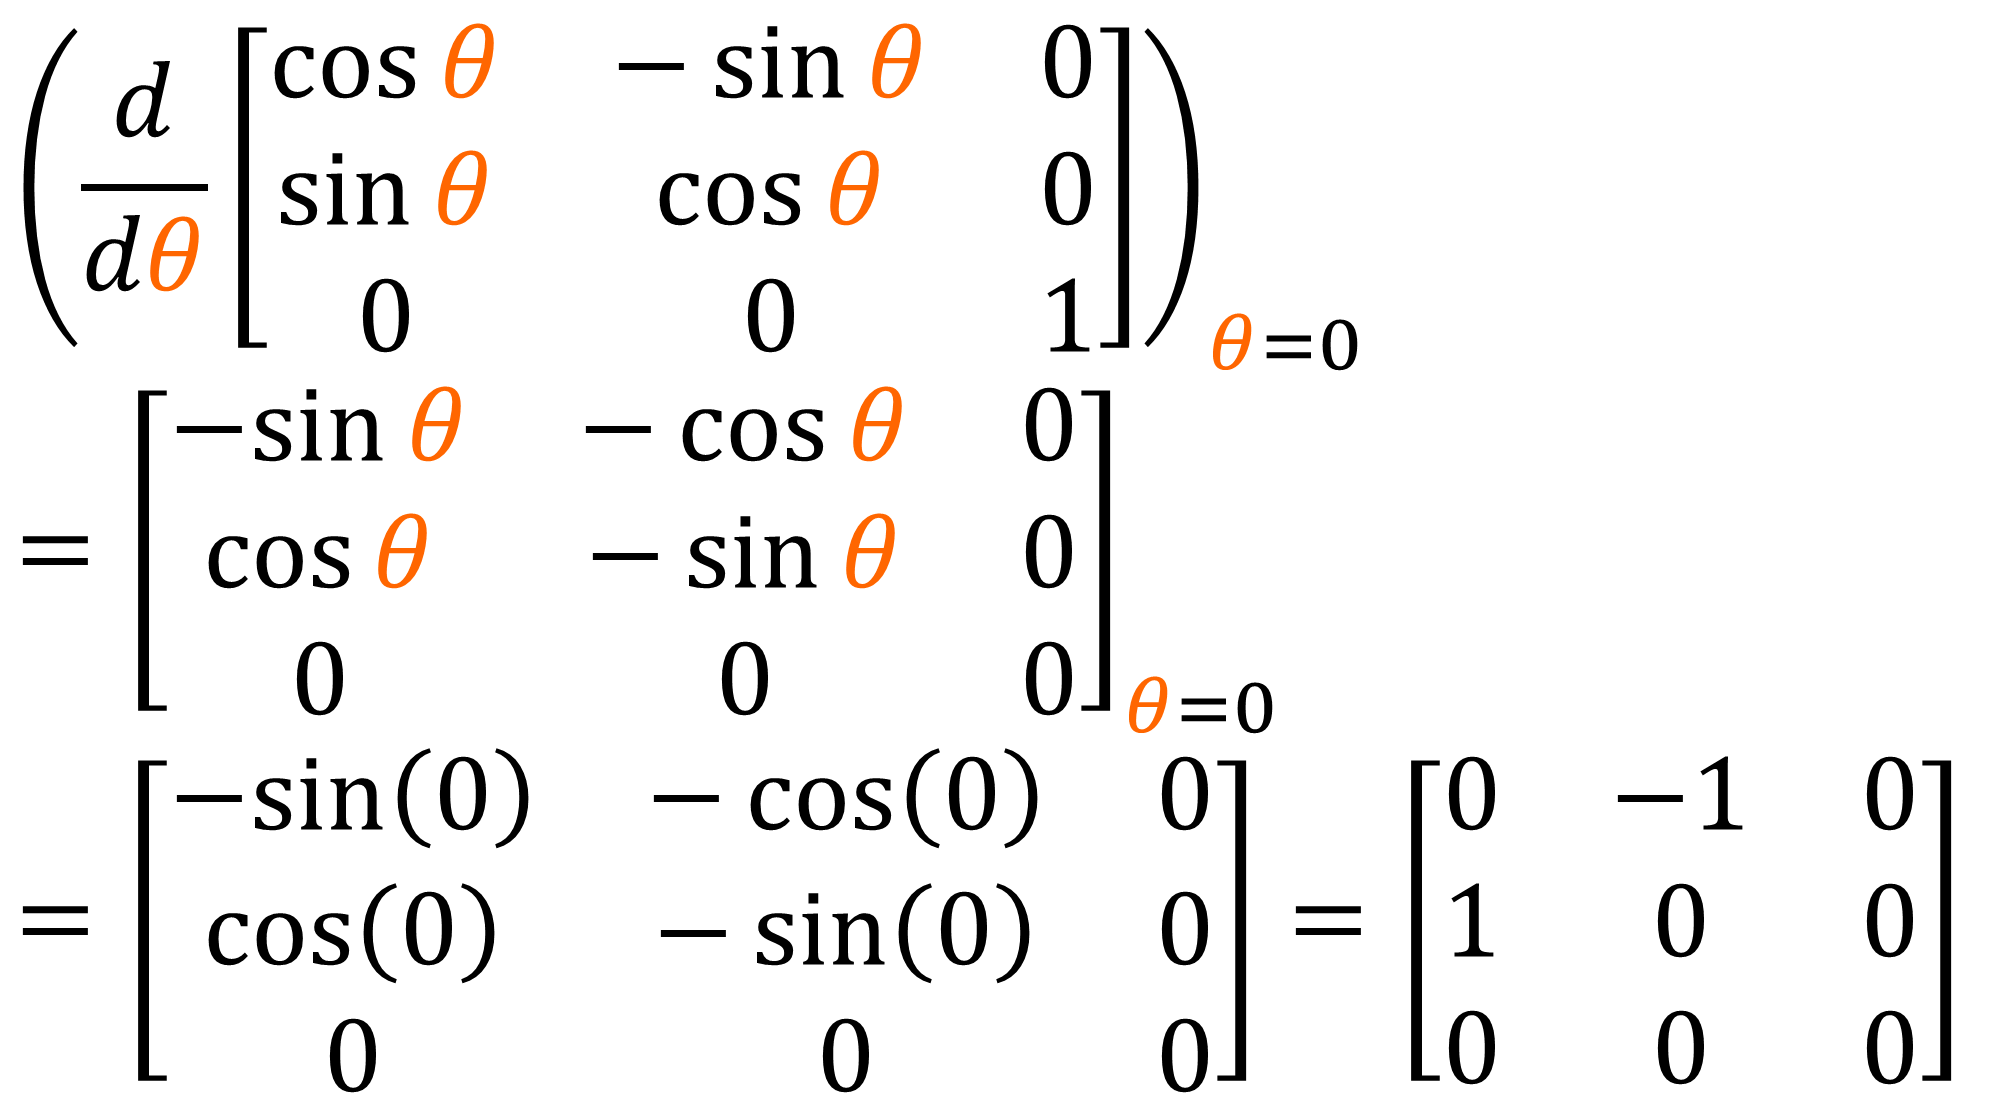 ( d/dθ [ cos θ − sin θ 0
sin θ cos θ 0
0 0 1 ] ) θ=0
= [ −sin θ − cos θ 0
cos θ − sin θ 0
0 0 0 ] θ=0
= [ −sin(0) − cos(0) 0
cos(0) − sin(0) 0
0 0 0 ] = [ 0 −1 0
1 0 0
0 0 0 ]